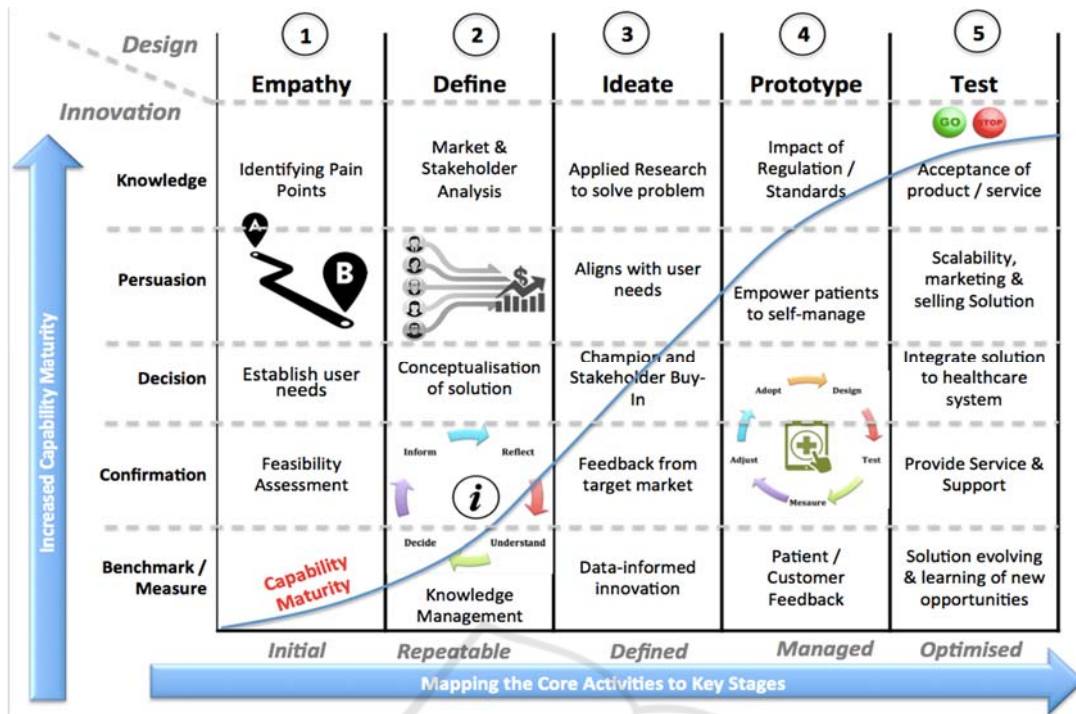 Design
Innovation
1
2
3
4
5
Empathy
Define
Ideate
Prototype
Test
GO
STOP
Knowledge
Identifying Pain
Points
Market &
Stakeholder
Analysis
Applied Research
to solve problem
Impact of
Regulation /
Standards
Acceptance of
product / service
Persuasion
A
B
$
Aligns with user
needs
Empower patients
to self-manage
Scalability,
marketing &
selling Solution
Decision
Establish user
needs
Conceptualisation
of solution
Champion and
Stakeholder Buy-
In
Adopt
Design
Test
Mesaure
Adjust
Integrate solution
to healthcare
system
Confirmation
Feasibility
Assessment
Inform
Reflect
i
Decide
Understand
Feedback from
target market
Provide Service &
Support
Benchmark /
Measure
Capability
Maturity
Knowledge
Management
Data-informed
innovation
Patient /
Customer
Feedback
Solution evolving
& learning of new
opportunities
Initial
Repeatable
Defined
Managed
Optimised
Increased Capability Maturity
Mapping the Core Activities to Key Stages